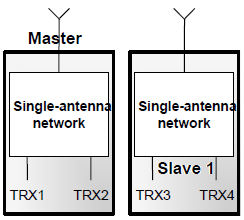 Master
Single-antenna
network
TRX1 TRX2
Single-antenna
network
Slave 1
TRX3 TRX4